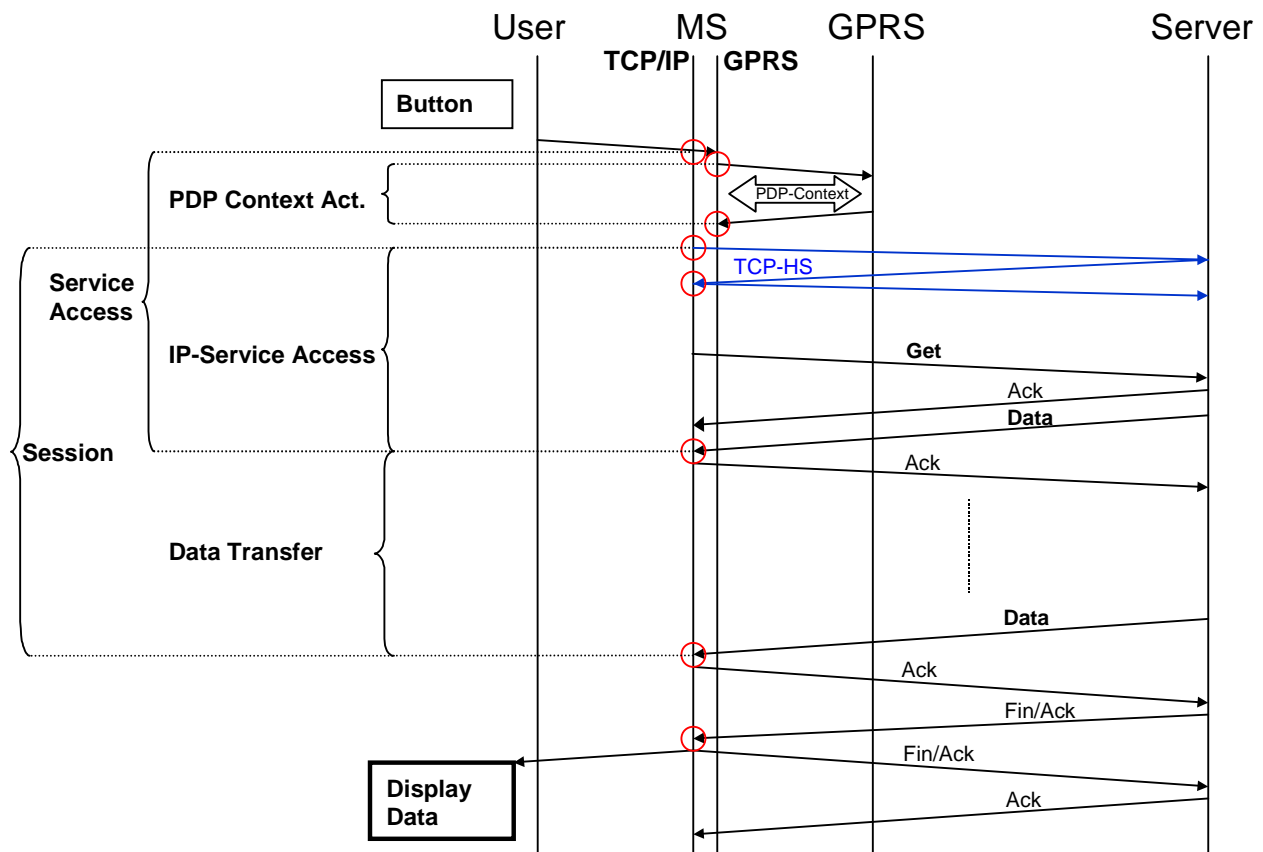 User MS GPRS Server
TCP/IP GPRS
Button
PDP Context Act.
PDP-Context
TCP-HS
Service
Access
IP-Service Access
Get
Ack
Data
Session
Ack
Data Transfer
Data
Ack
Fin/Ack
Fin/Ack
Display
Data
Ack